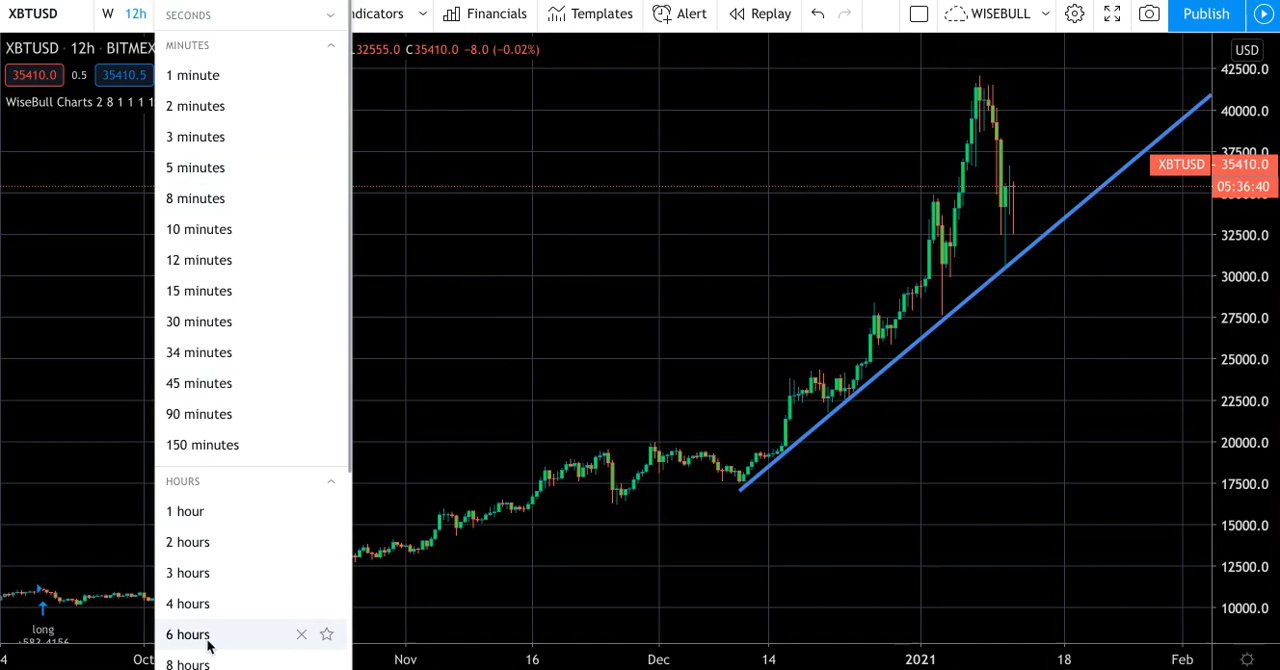 XBTUSD W 12h
ndicators Financials Templates Alert Replay WISEBULL Publish
XBTUSD · 12h · BITMEX
L32555.0 C35410.0 -8.0 (-0.02%)
35410.0 0.5 35410.5
WiseBull Charts 2 8 1 1 1 1
SECONDS
MINUTES
1 minute
2 minutes
3 minutes
5 minutes
8 minutes
10 minutes
12 minutes
15 minutes
30 minutes
34 minutes
45 minutes
90 minutes
150 minutes
HOURS
1 hour
2 hours
3 hours
4 hours
6 hours
8 hours
long
USD
42500.0
40000.0
37500.0
XBTUSD 35410.0
05:36:40
32500.0
30000.0
27500.0
25000.0
22500.0
20000.0
17500.0
15000.0
12500.0
10000.0
4 Oct Nov 16 Dec 14 2021 18 Feb